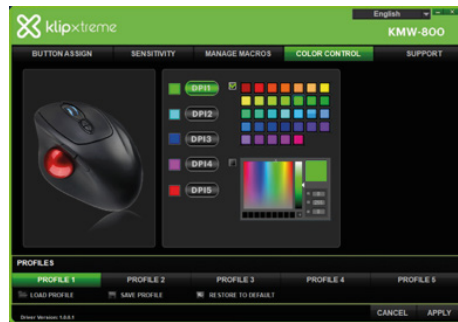 English
klipxtreme
KMW-800
BUTTON ASSIGN SENSITIVITY MANAGE MACROS COLOR CONTROL SUPPORT
DPI1
DPI2
DPI3
DPI4
DPI5
PROFILES
PROFILE 1 PROFILE 2 PROFILE 3 PROFILE 4 PROFILE 5
LOAD PROFILE SAVE PROFILE RESTORE TO DEFAULT
Driver Version: 1.0.0.1 CANCEL APPLY